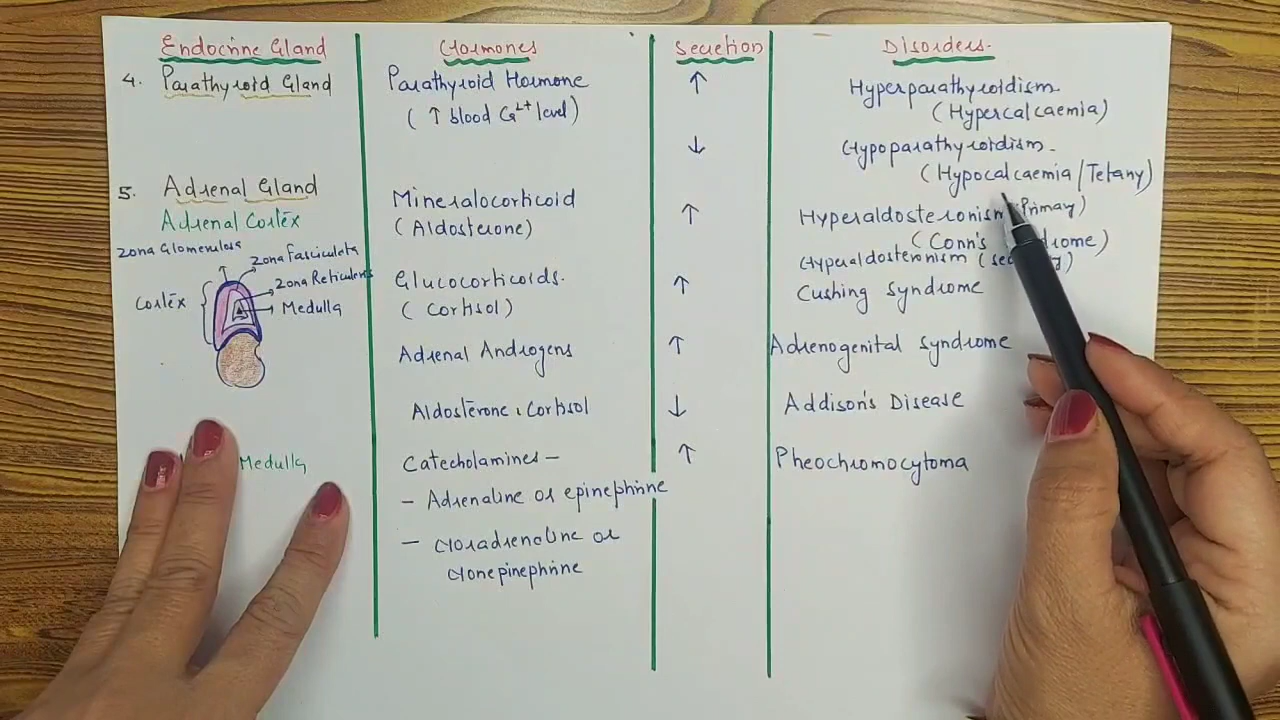 Endocrine Gland
Hormones
Secretion
Disorders.
4. Parathyroid Gland
Parathyroid Hormone
↑
Hyperparathyroidism.
( ↑ blood Ca²⁺ level)
(Hypercalcaemia)
↓
Hypoparathyroidism.
(Hypocalcaemia/Tetany)
5. Adrenal Gland
Adrenal Cortex
Mineralocorticoid
↑
Hyperaldosteronism
(Aldosterone)
(Conn's
Hyperaldosteronism
Zona Glomerulosa
Zona Fasciculata
Zona Reticularis
Cortex
Medulla
Glucocorticoids.
↑
Cushing Syndrome
( Cortisol)
Adrenal Androgens
↑
Adrenogenital Syndrome
Aldosterone, Cortisol
↓
Addison's Disease
Medulla
Catecholamines –
↑
Pheochromocytoma
– Adrenaline or epinephrine
– Noradrenaline or
Norepinephrine